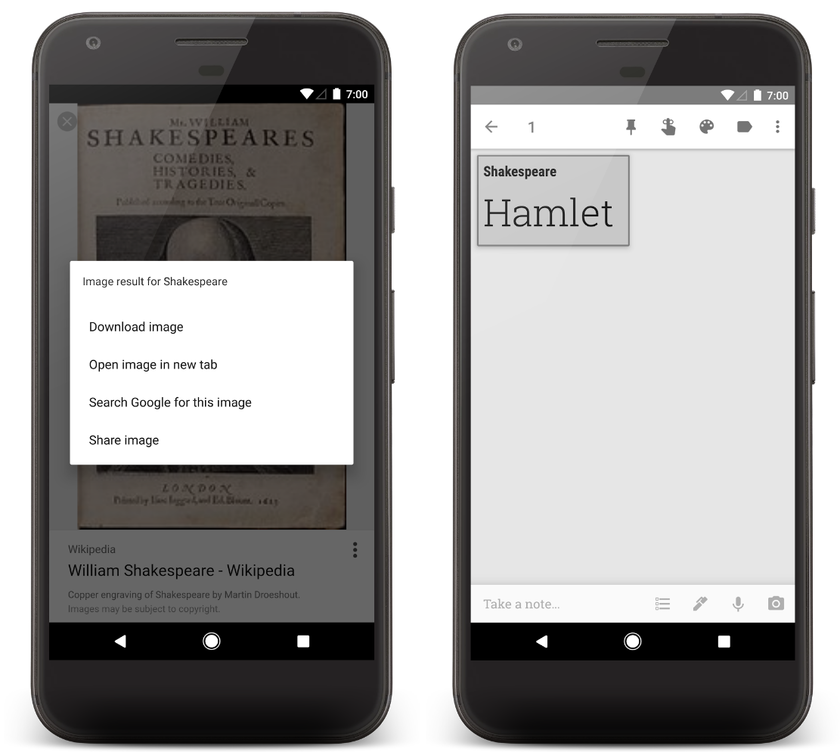 7:00
Mr. WILLIAM
SHAKESPEARES
COMEDIES,
HISTORIES, &
TRAGEDIES.
Published according to the True Originall Copies.
Image result for Shakespeare
Download image
Open image in new tab
Search Google for this image
Share image
LONDON
Printed by Isaac Iaggard, and Ed. Blount. 1623
Wikipedia
William Shakespeare - Wikipedia
Copper engraving of Shakespeare by Martin Droeshout.
Images may be subject to copyright.
7:00
1
Shakespeare
Hamlet
Take a note...